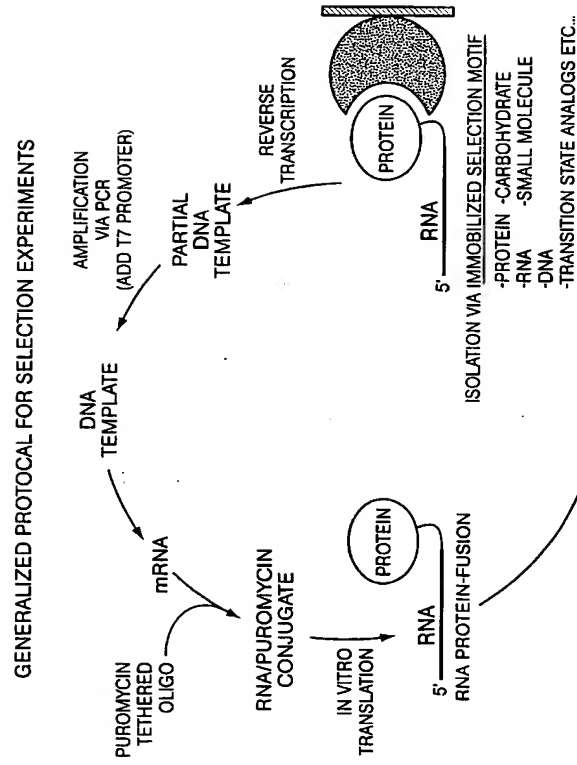 GENERALIZED PROTOCAL FOR SELECTION EXPERIMENTS
AMPLIFICATION
VIA PCR
(ADD T7 PROMOTER)
DNA
TEMPLATE
PARTIAL
DNA
TEMPLATE
REVERSE
TRANSCRIPTION
mRNA
PUROMYCIN
TETHERED
OLIGO
RNA/PUROMYCIN
CONJUGATE
IN VITRO
TRANSLATION
PROTEIN
RNA
5'
RNA PROTEIN-FUSION
PROTEIN
RNA
5'
ISOLATION VIA IMMOBILIZED SELECTION MOTIF
-PROTEIN -CARBOHYDRATE
-RNA -SMALL MOLECULE
-DNA
-TRANSITION STATE ANALOGS ETC...